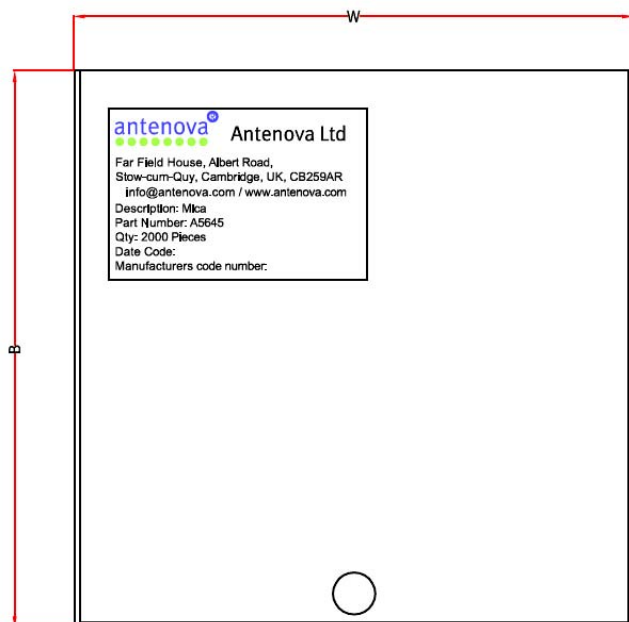 W
B
antenova
Antenova Ltd
Far Field House, Albert Road,
Stow-cum-Quy, Cambridge, UK, CB259AR
info@antenova.com / www.antenova.com
Description: Mica
Part Number: A5645
Qty: 2000 Pieces
Date Code:
Manufacturers code number: